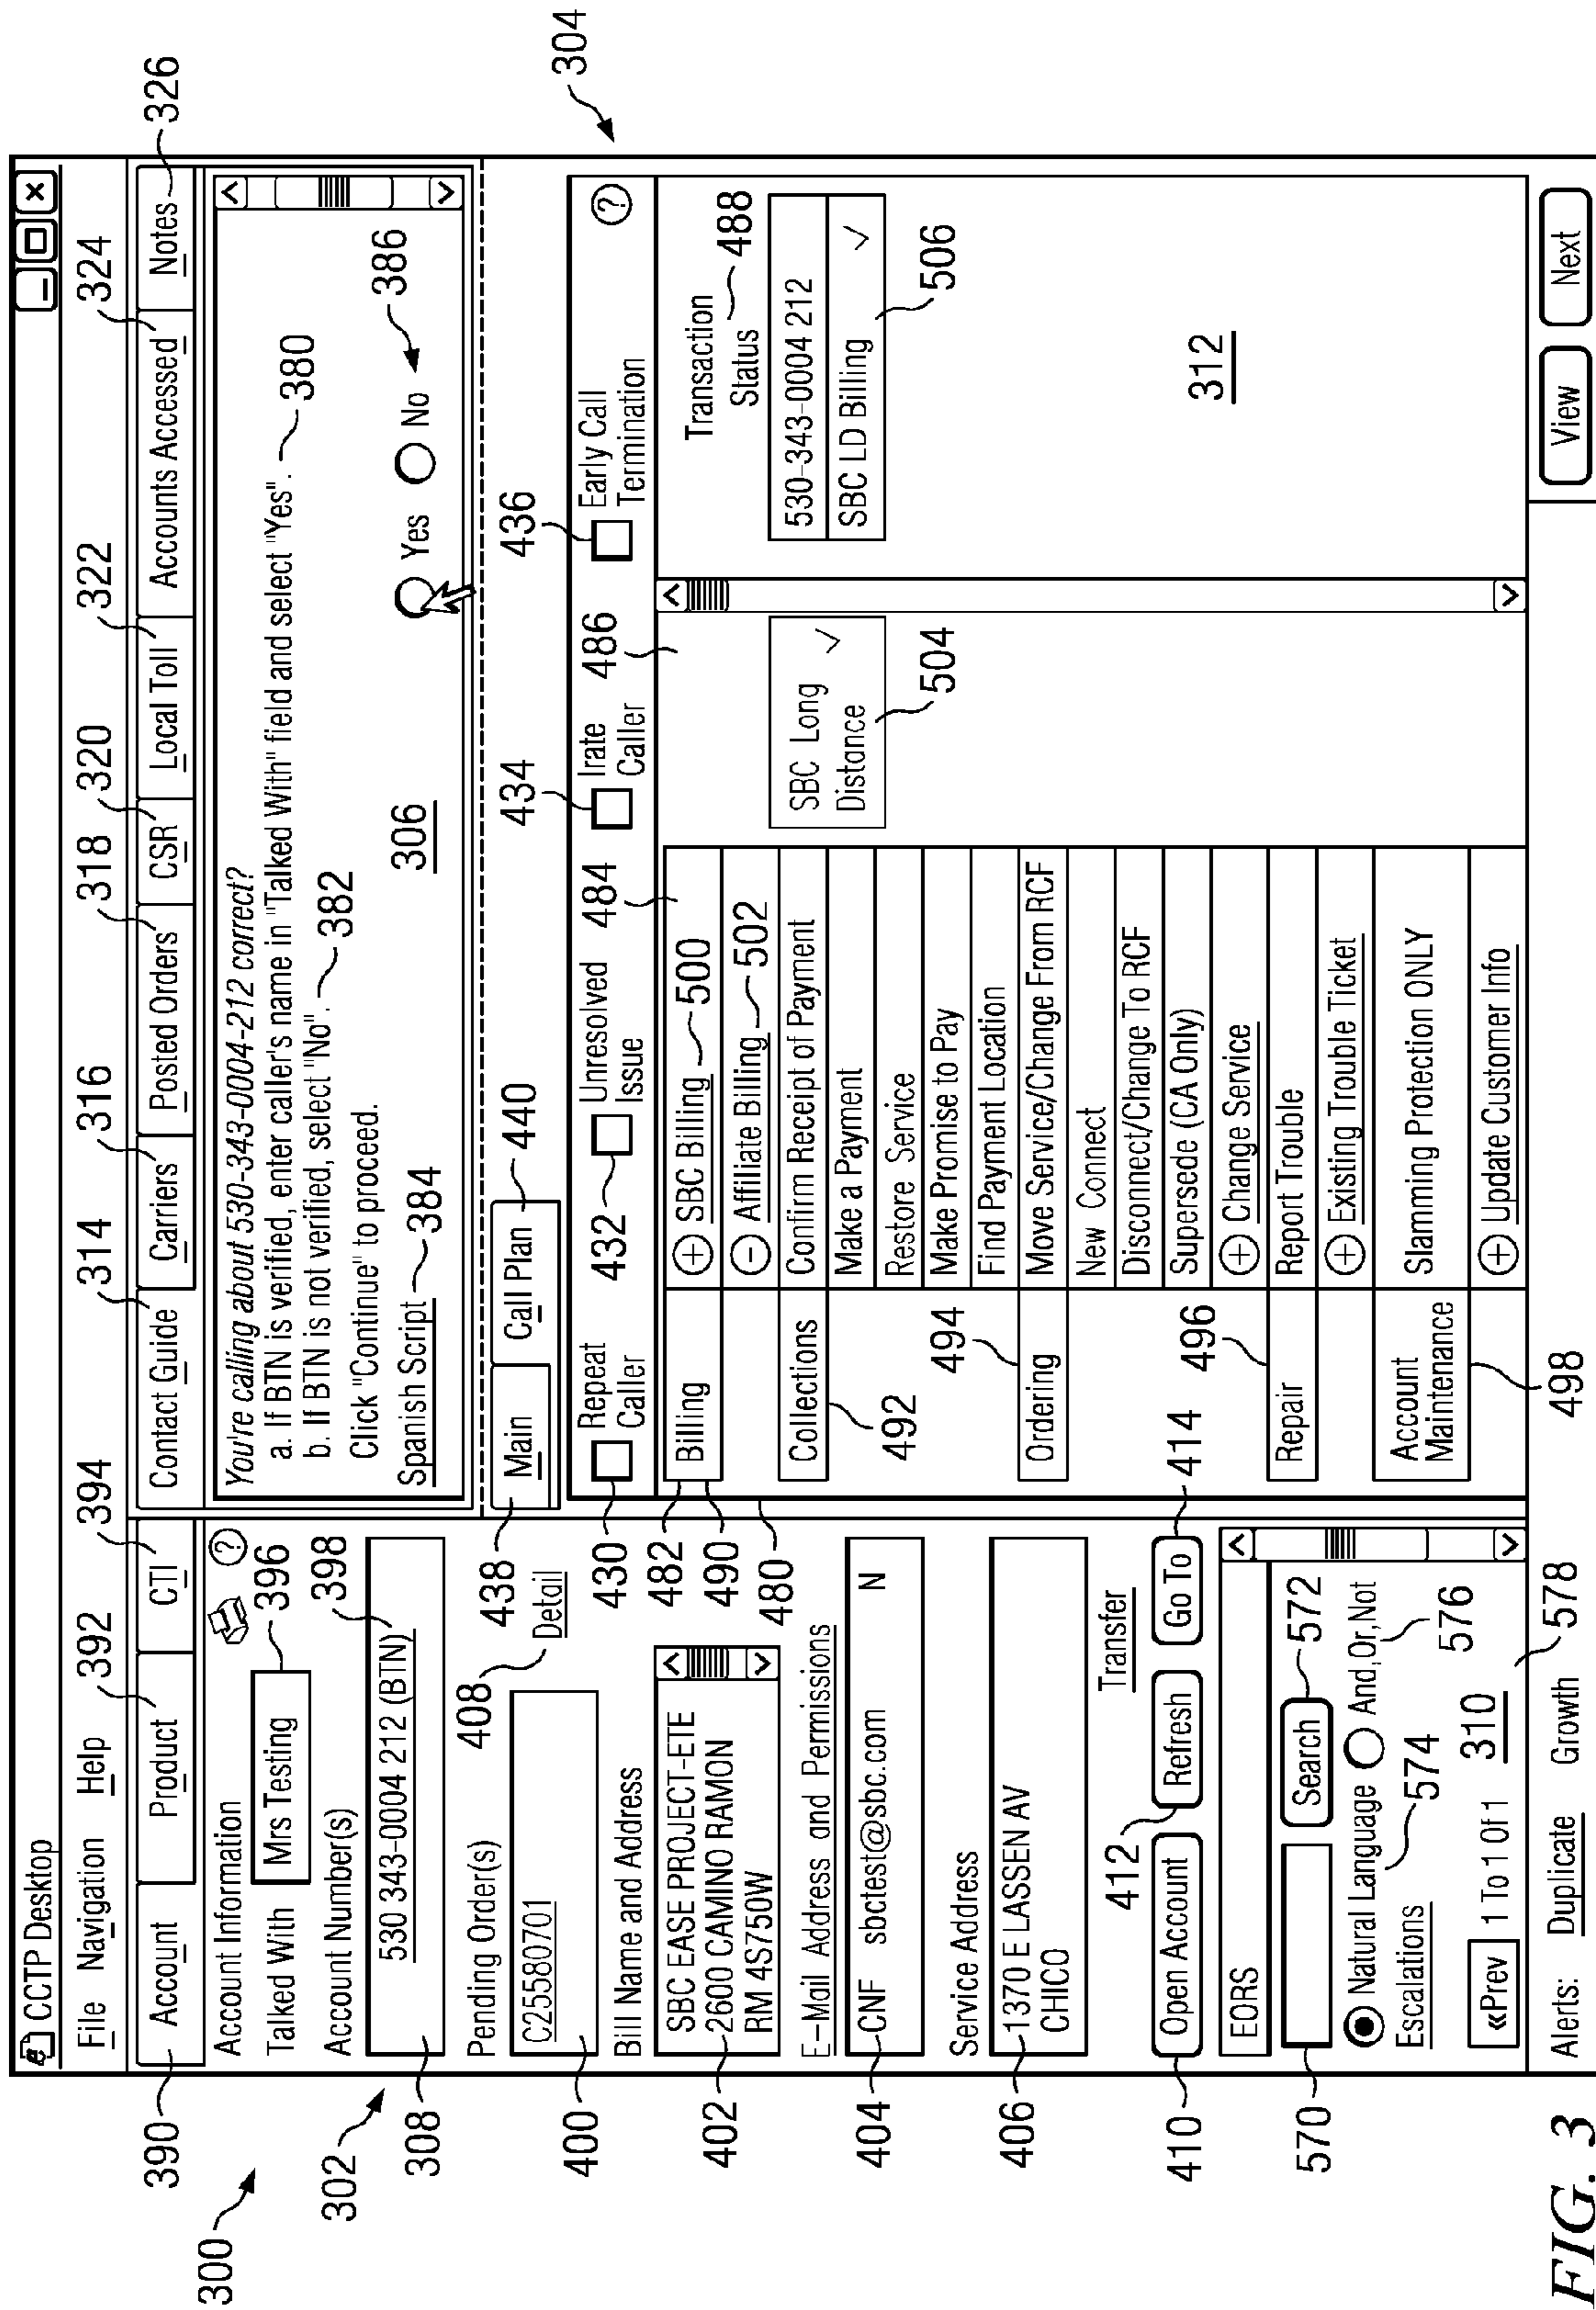 CCTP Desktop
File Navigation Help
390 392 394 314 316 318 320 322 324 326
Account Product CTI Contact Guide Carriers Posted Orders CSR Local Toll Accounts Accessed Notes
300
302
304
Account Information
Talked With Mrs Testing 396
Account Number(s) 398
530 343-0004 212 (BTN)
308
Pending Order(s) 408 Detail
C25580701
400
Bill Name and Address
SBC EASE PROJECT-ETE
2600 CAMINO RAMON
RM 4S750W
402
E-Mail Address and Permissions
CNF sbctest@sbc.com N
404
Service Address
1370 E LASSEN AV
CHICO
406
412 Transfer
Open Account Refresh Go To
410 414
EORS
Search 572
570
Natural Language And,Or,Not
574 576
Escalations
«Prev 1 To 1 Of 1 310
578
Alerts: Duplicate Growth
You're calling about 530-343-0004-212 correct?
a. If BTN is verified, enter caller's name in "Talked With" field and select "Yes". 380
b. If BTN is not verified, select "No". 382
Click "Continue" to proceed.
Spanish Script 384
306
Yes No 386
438 Main Call Plan 440
430 432 434 436
Repeat Caller
Unresolved Issue
Irate Caller
Early Call Termination
480 482 484 486
Billing 490
SBC Billing 500
Affiliate Billing 502
Collections 492
Confirm Receipt of Payment
Make a Payment
Restore Service
Make Promise to Pay
Find Payment Location
Ordering 494
Move Service/Change From RCF
New Connect
Disconnect/Change To RCF
Supersede (CA Only)
Change Service
Repair 496
Report Trouble
Existing Trouble Ticket
Account
Maintenance
498
Slamming Protection ONLY
Update Customer Info
SBC Long
Distance
504
Transaction
Status 488
530-343-0004 212
SBC LD Billing
506
312
View Next
FIG. 3